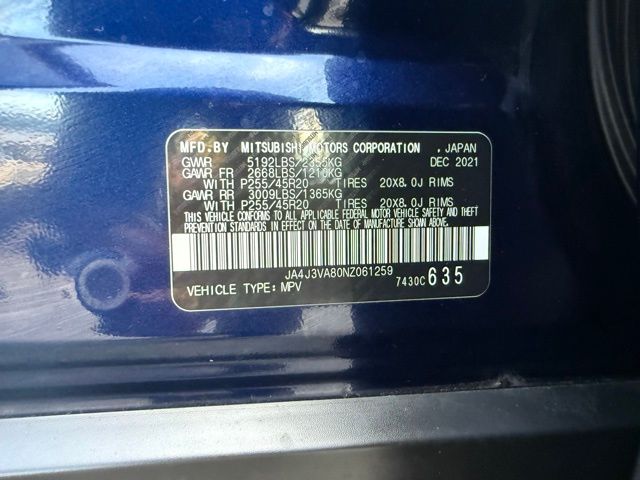 MFD.BY MITSUBISHI MOTORS CORPORATION , JAPAN
GVWR 5192LBS/2355KG DEC 2021
GAWR FR 2668LBS/1210KG
WITH P255/45R20 TIRES 20X8.0J RIMS
GAWR RR 3009LBS/1365KG
WITH P255/45R20 TIRES 20X8.0J RIMS
THIS VEHICLE CONFORMS TO ALL APPLICABLE FEDERAL MOTOR VEHICLE SAFETY AND THEFT
PREVENTION STANDARDS IN EFFECT ON THE DATE OF MANUFACTURE SHOWN ABOVE.
JA4J3VA80NZ061259
VEHICLE TYPE: MPV 7430C 635